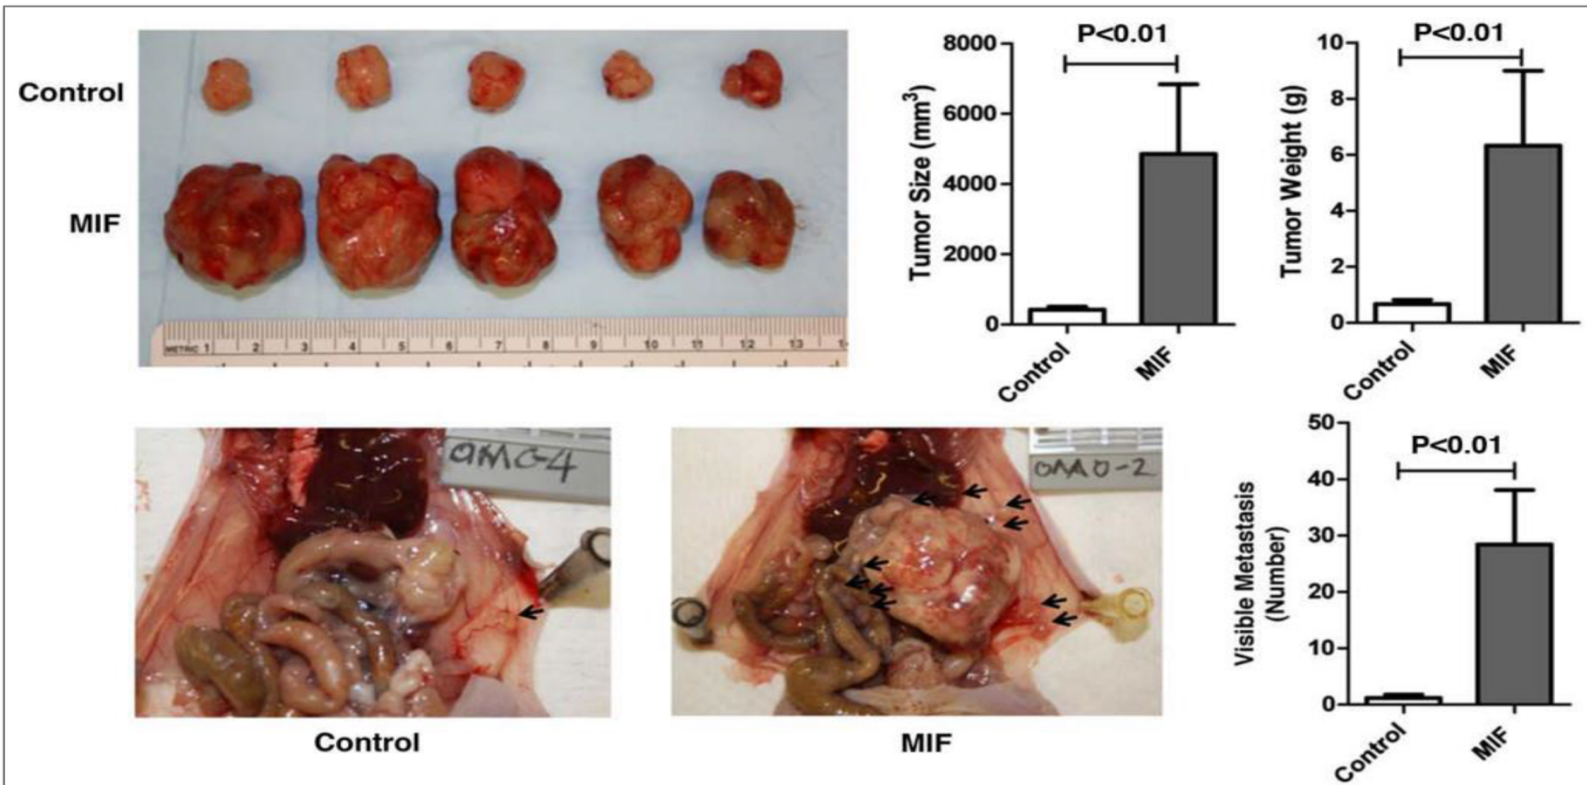 Control
MIF
METRIC 1 2 3 4 5 6 7 8 9 10 11 12 13
8000
6000
4000
2000
0
Tumor Size (mm³)
P<0.01
Control
MIF
10
8
6
4
2
0
Tumor Weight (g)
P<0.01
Control
MIF
OMC-4
Control
OMO-2
MIF
50
40
30
20
10
0
Visible Metastasis
(Number)
P<0.01
Control
MIF